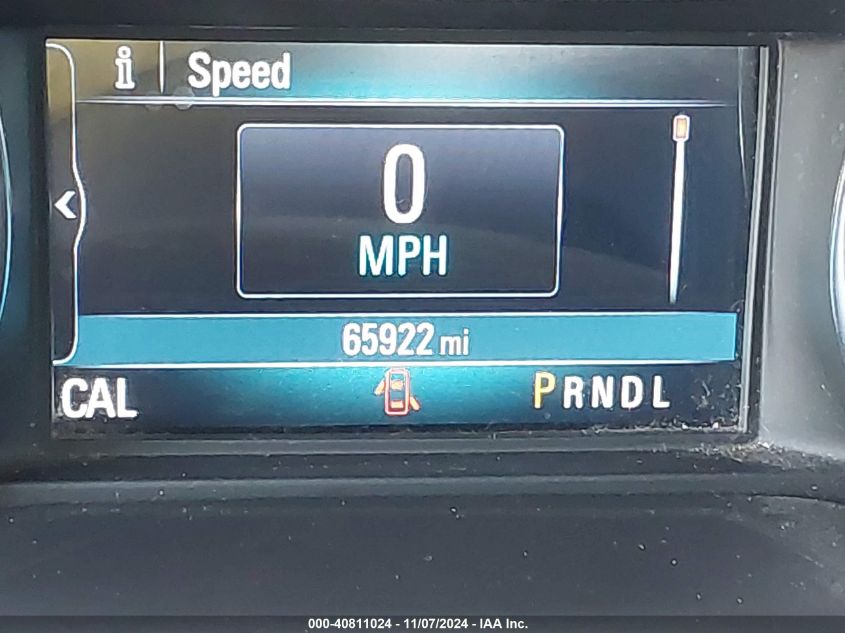 i Speed
0
MPH
65922 mi
CAL PRNDL
000-40811024 - 11/07/2024 - IAA Inc.